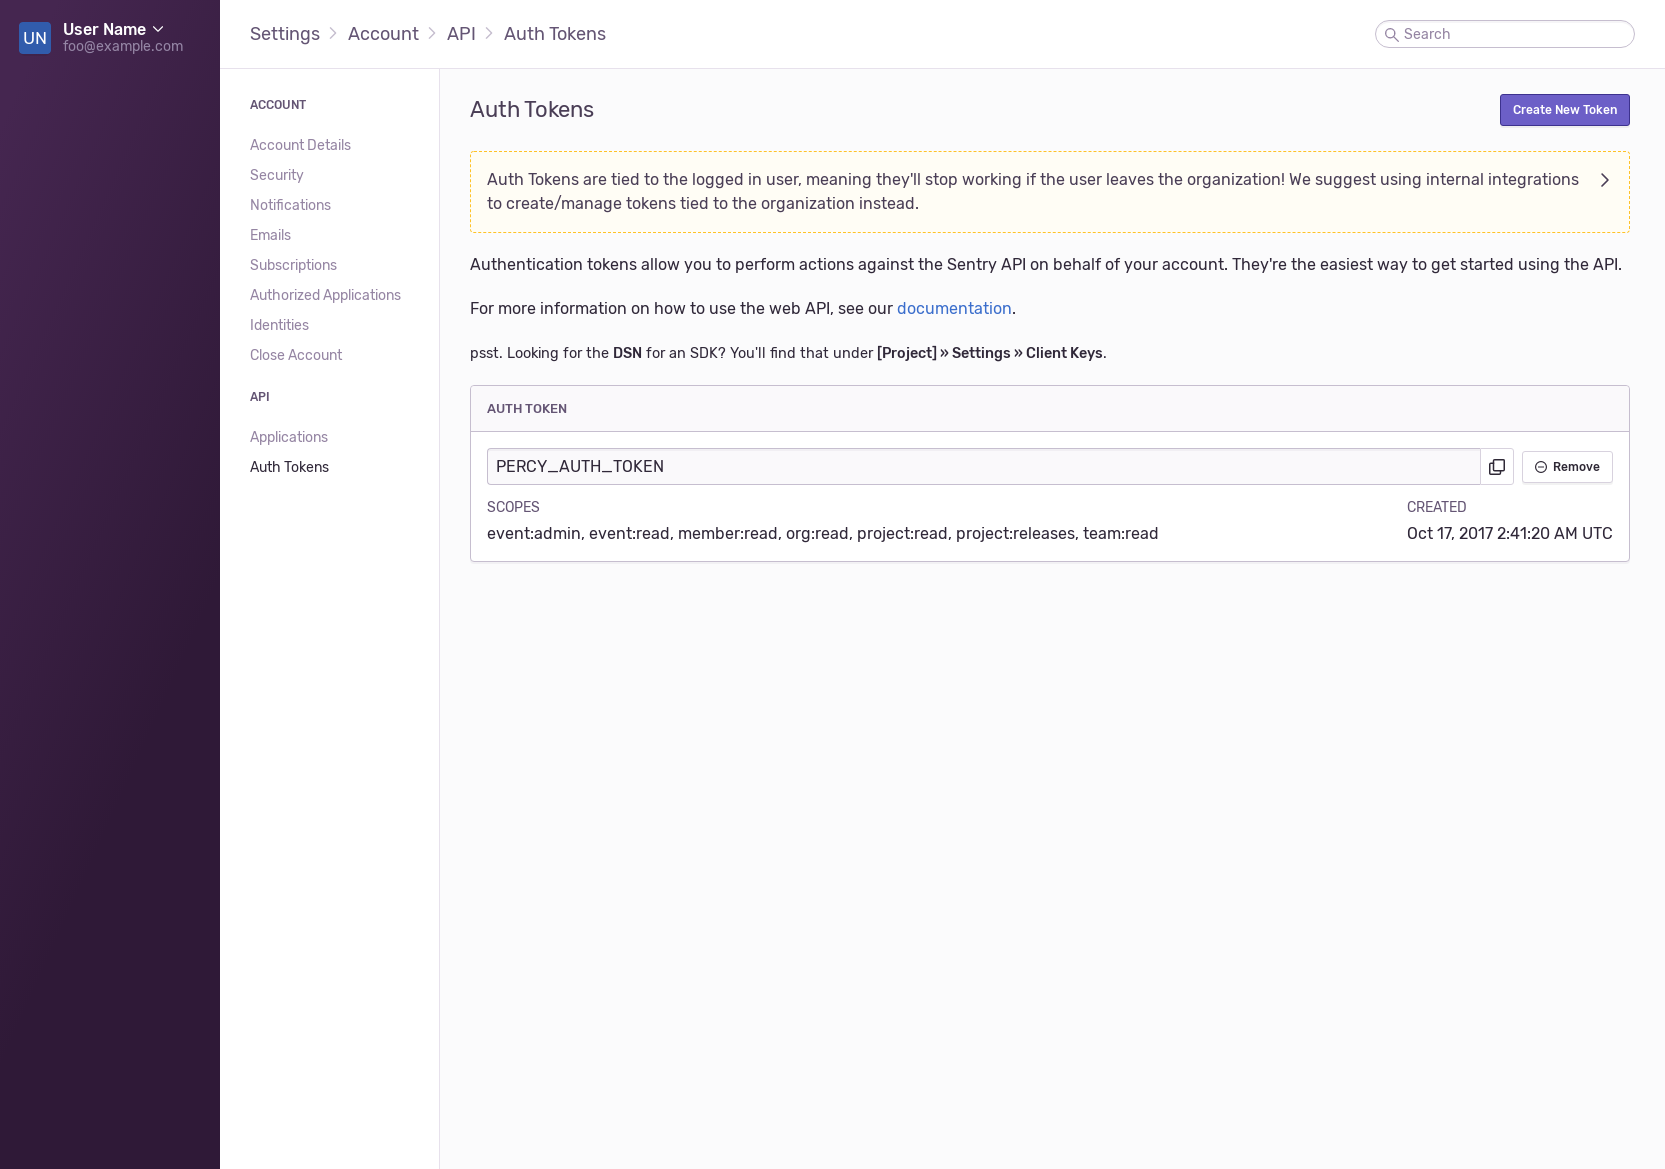 UN
User Name
foo@example.com
Settings
Account
API
Auth Tokens
Search
ACCOUNT
Account Details
Security
Notifications
Emails
Subscriptions
Authorized Applications
Identities
Close Account
API
Applications
Auth Tokens
Auth Tokens
Create New Token
Auth Tokens are tied to the logged in user, meaning they'll stop working if the user leaves the organization! We suggest using internal integrations
to create/manage tokens tied to the organization instead.
Authentication tokens allow you to perform actions against the Sentry API on behalf of your account. They're the easiest way to get started using the API.
For more information on how to use the web API, see our documentation.
psst. Looking for the DSN for an SDK? You'll find that under [Project] » Settings » Client Keys.
AUTH TOKEN
PERCY_AUTH_TOKEN
Remove
SCOPES
event:admin, event:read, member:read, org:read, project:read, project:releases, team:read
CREATED
Oct 17, 2017 2:41:20 AM UTC